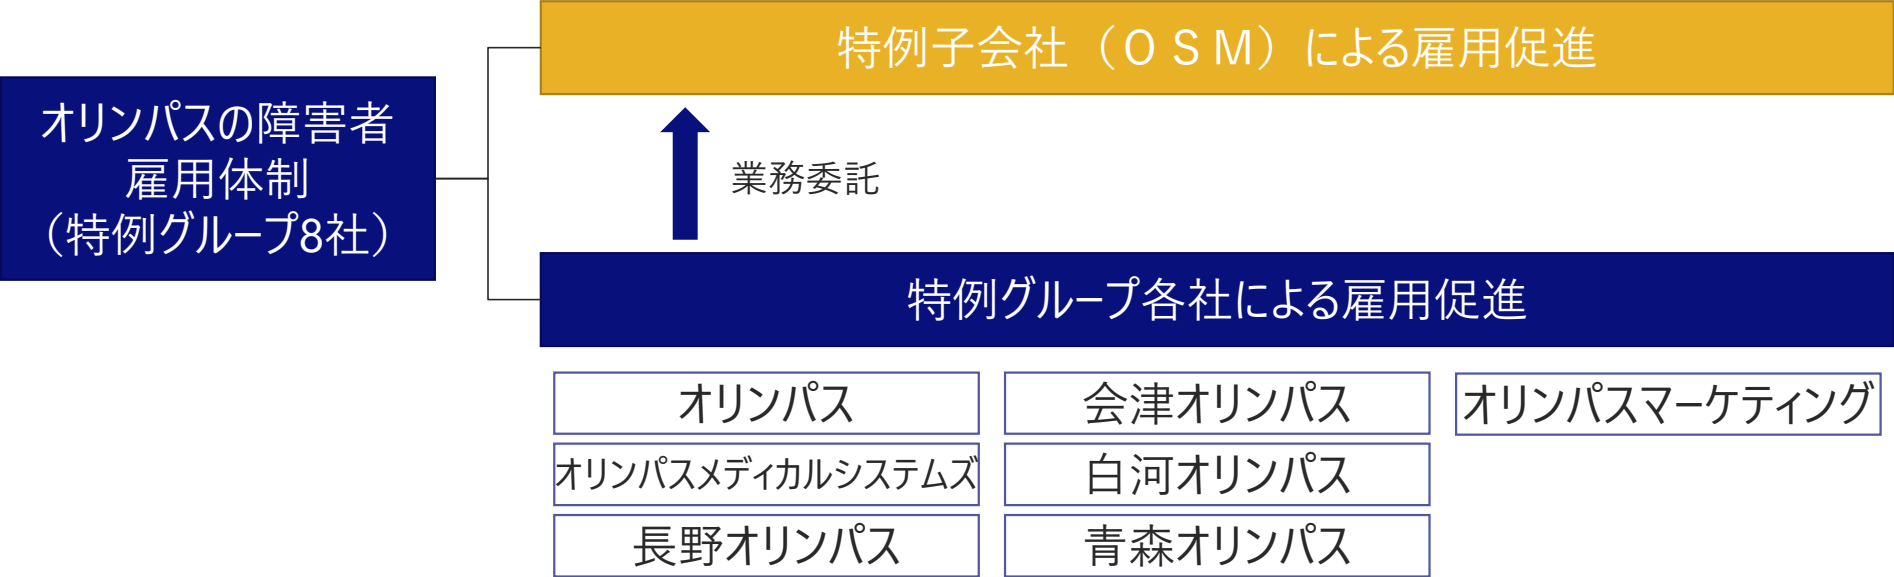 特例子会社（ＯＳＭ）による雇用促進
オリンパスの障害者
雇用体制
（特例グループ8社）
業務委託
特例グループ各社による雇用促進
オリンパス
会津オリンパス
オリンパスマーケティング
オリンパスメディカルシステムズ
白河オリンパス
長野オリンパス
青森オリンパス